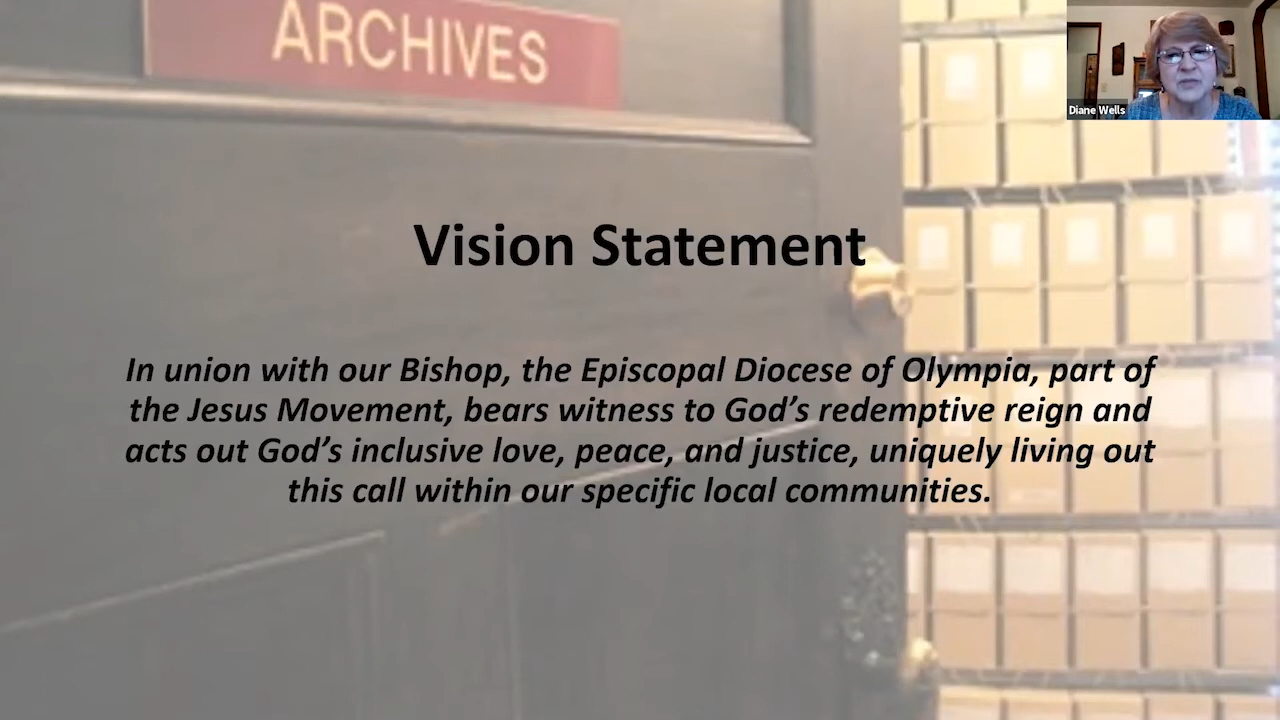 ARCHIVES
Diane Wells
Vision Statement
In union with our Bishop, the Episcopal Diocese of Olympia, part of
the Jesus Movement, bears witness to God’s redemptive reign and
acts out God’s inclusive love, peace, and justice, uniquely living out
this call within our specific local communities.